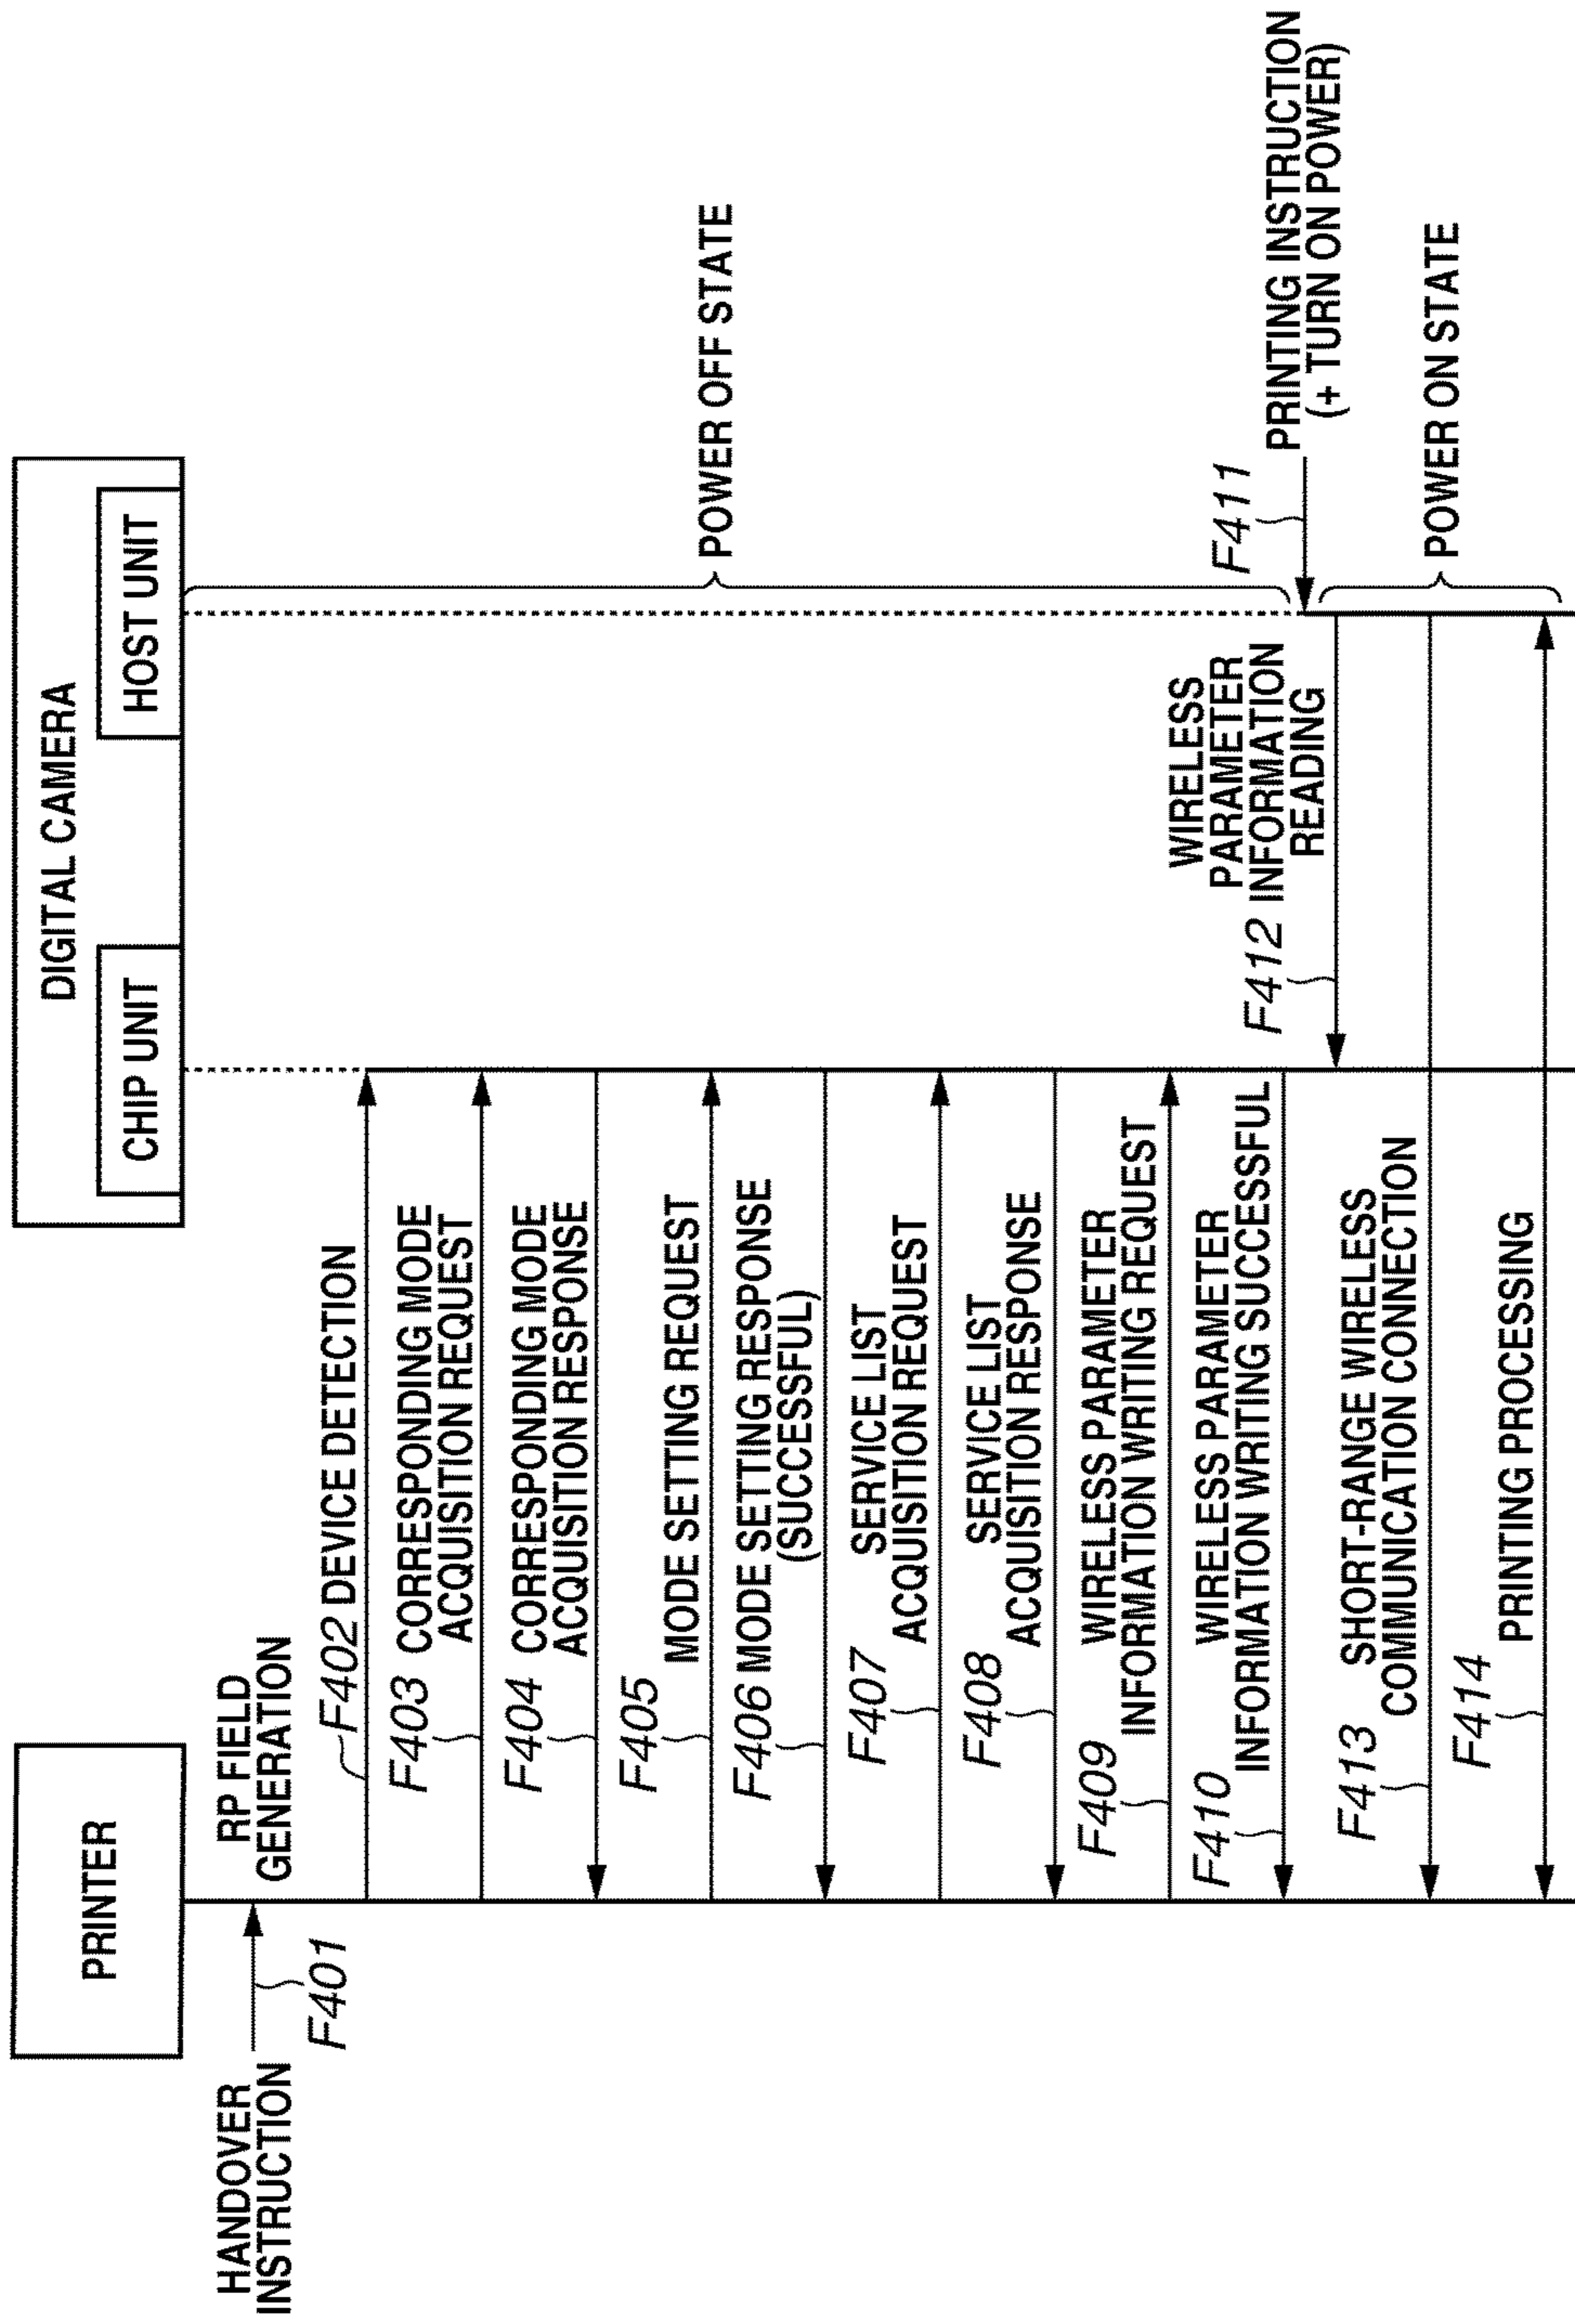 PRINTER
DIGITAL CAMERA
CHIP UNIT
HOST UNIT
HANDOVER
INSTRUCTION
F401
RP FIELD
GENERATION
F402 DEVICE DETECTION
F403 CORRESPONDING MODE
ACQUISITION REQUEST
F404 CORRESPONDING MODE
ACQUISITION RESPONSE
F405
MODE SETTING REQUEST
F406 MODE SETTING RESPONSE
(SUCCESSFUL)
F407
SERVICE LIST
ACQUISITION REQUEST
F408
SERVICE LIST
ACQUISITION RESPONSE
F409
WIRELESS PARAMETER
INFORMATION WRITING REQUEST
F410
WIRELESS PARAMETER
INFORMATION WRITING SUCCESSFUL
POWER OFF STATE
F411
PRINTING INSTRUCTION
(+ TURN ON POWER)
WIRELESS
PARAMETER
F412 INFORMATION
READING
F413
SHORT-RANGE WIRELESS
COMMUNICATION CONNECTION
POWER ON STATE
F414
PRINTING PROCESSING